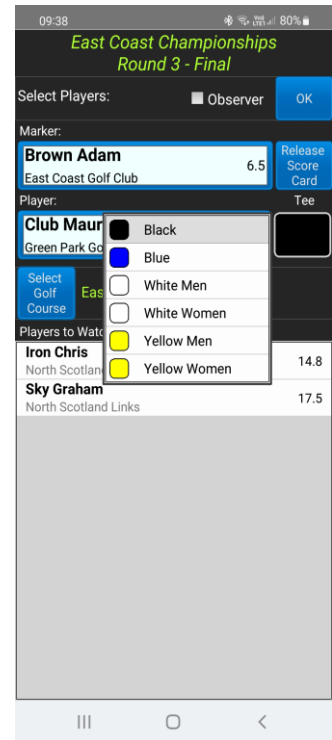 09:38 80%
East Coast Championships
Round 3 - Final
Select Players: Observer OK
Marker:
Brown Adam 6.5
East Coast Golf Club
Release
Score
Card
Player: Tee
Club Maur
Green Park Go
Black
Blue
White Men
White Women
Yellow Men
Yellow Women
Select
Golf
Course
Eas
Players to Watc
Iron Chris 14.8
North Scotlan
Sky Graham 17.5
North Scotland Links